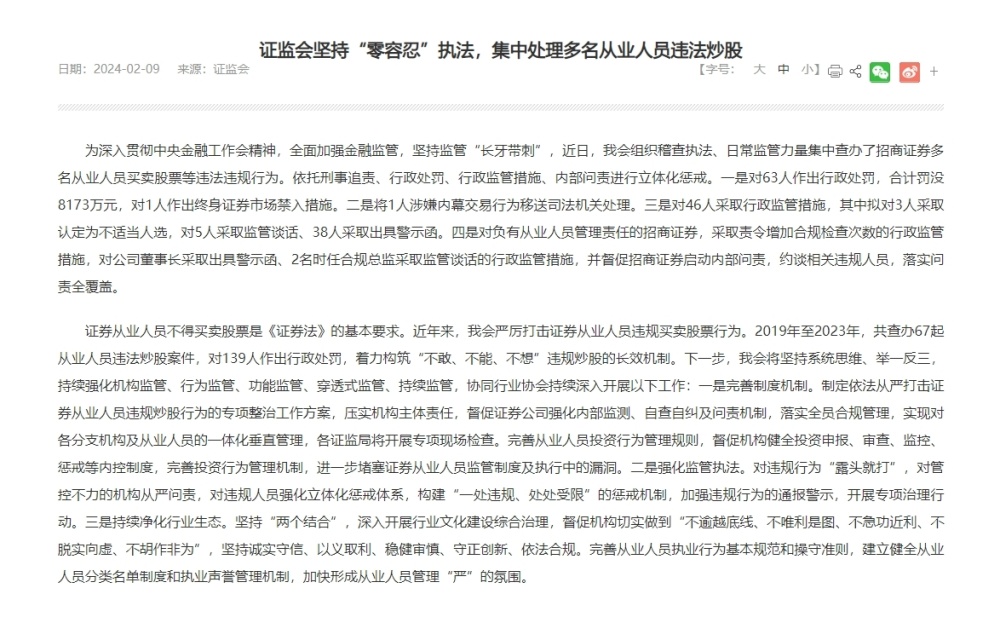 证监会坚持“零容忍”执法，集中处理多名从业人员违法炒股
日期：2024-02-09 来源：证监会 【字号： 大 中 小】
为深入贯彻中央金融工作会精神，全面加强金融监管，坚持监管“长牙带刺”，近日，我会组织稽查执法、日常监管力量集中查办了招商证券多
名从业人员买卖股票等违法违规行为。依托刑事追责、行政处罚、行政监管措施、内部问责进行立体化惩戒。一是对63人作出行政处罚，合计罚没
8173万元，对1人作出终身证券市场禁入措施。二是将1人涉嫌内幕交易行为移送司法机关处理。三是对46人采取行政监管措施，其中拟对3人采取
认定为不适当人选，对5人采取监管谈话、38人采取出具警示函。四是对负有从业人员管理责任的招商证券，采取责令增加合规检查次数的行政监管
措施，对公司董事长采取出具警示函、2名时任合规总监采取监管谈话的行政监管措施，并督促招商证券启动内部问责，约谈相关违规人员，落实问
责全覆盖。
证券从业人员不得买卖股票是《证券法》的基本要求。近年来，我会严厉打击证券从业人员违规买卖股票行为。2019年至2023年，共查办67起
从业人员违法炒股案件，对139人作出行政处罚，着力构筑“不敢、不能、不想”违规炒股的长效机制。下一步，我会将坚持系统思维、举一反三，
持续强化机构监管、行为监管、功能监管、穿透式监管、持续监管，协同行业协会持续深入开展以下工作：一是完善制度机制。制定依法从严打击证
券从业人员违规炒股行为的专项整治工作方案，压实机构主体责任，督促证券公司强化内部监测、自查自纠及问责机制，落实全员合规管理，实现对
各分支机构及从业人员的一体化垂直管理，各证监局将开展专项现场检查。完善从业人员投资行为管理规则，督促机构健全投资申报、审查、监控、
惩戒等内控制度，完善投资行为管理机制，进一步堵塞证券从业人员监管制度及执行中的漏洞。二是强化监管执法。对违规行为“露头就打”，对管
控不力的机构从严问责，对违规人员强化立体化惩戒体系，构建“一处违规、处处受限”的惩戒机制，加强违规行为的通报警示，开展专项治理行
动。三是持续净化行业生态。坚持“两个结合”，深入开展行业文化建设综合治理，督促机构切实做到“不逾越底线、不唯利是图、不急功近利、不
脱实向虚、不胡作非为”，坚持诚实守信、以义取利、稳健审慎、守正创新、依法合规。完善从业人员执业行为基本规范和操守准则，建立健全从业
人员分类名单制度和执业声誉管理机制，加快形成从业人员管理“严”的氛围。